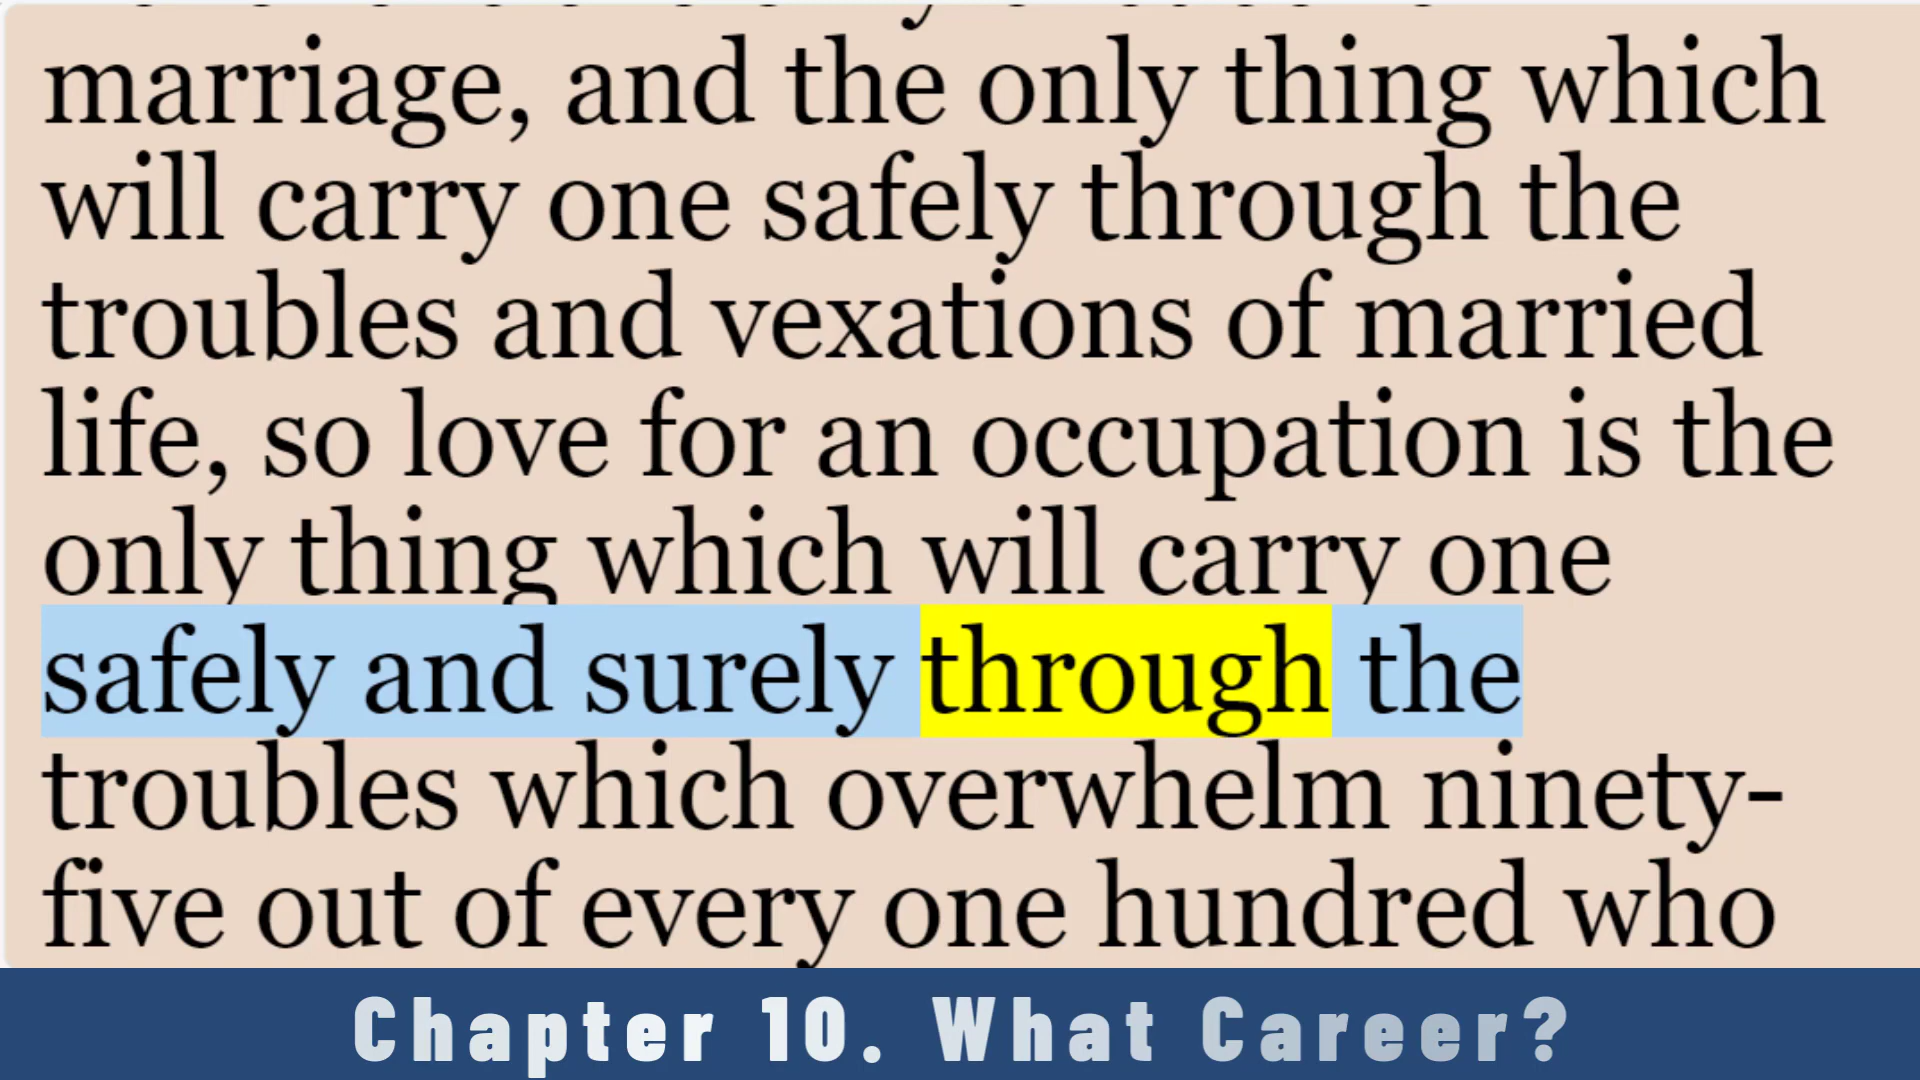 marriage, and the only thing which
will carry one safely through the
troubles and vexations of married
life, so love for an occupation is the
only thing which will carry one
safely and surely through the
troubles which overwhelm ninety-
five out of every one hundred who
Chapter 10. What Career?